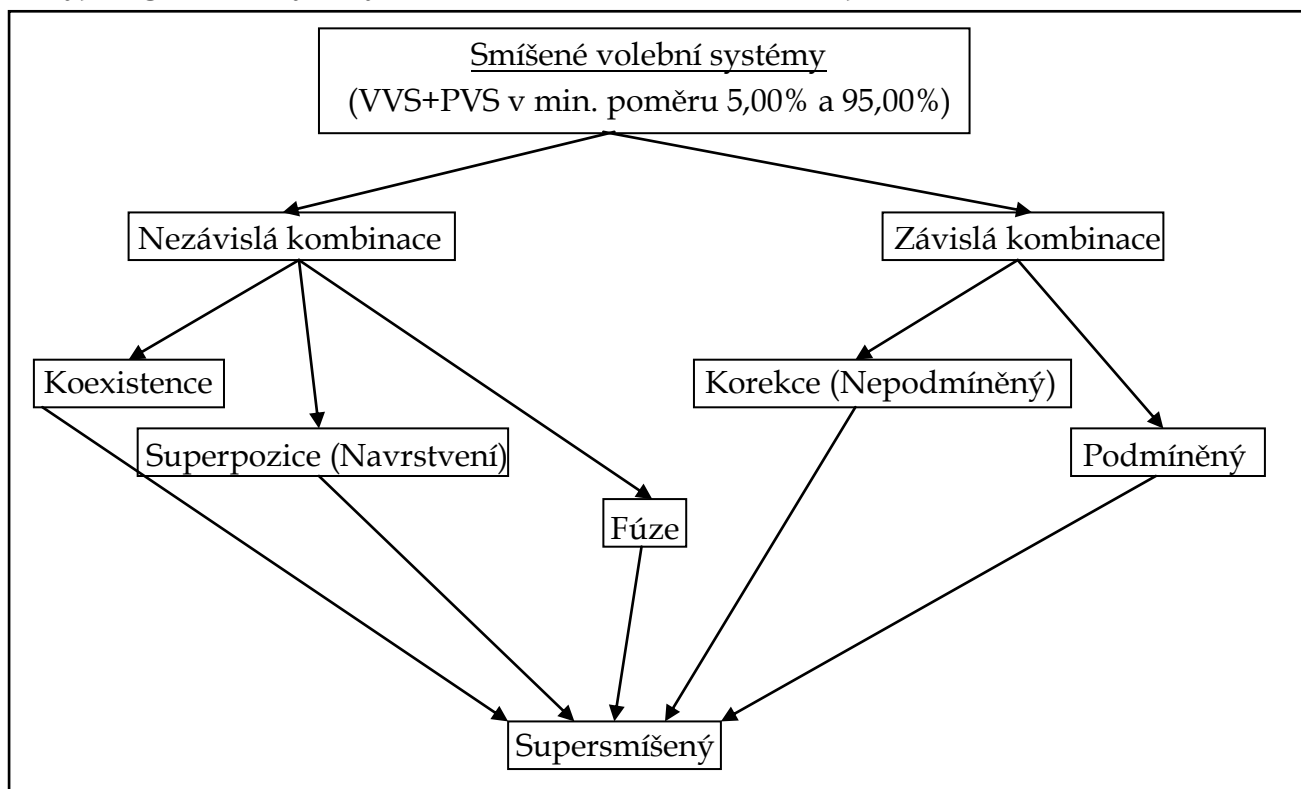 Smíšené volební systémy
(VVS+PVS v min. poměru 5,00% a 95,00%)
Nezávislá kombinace
Závislá kombinace
Koexistence
Korekce (Nepodmíněný)
Superpozice (Navrstvení)
Podmíněný
Fúze
Supersmíšený